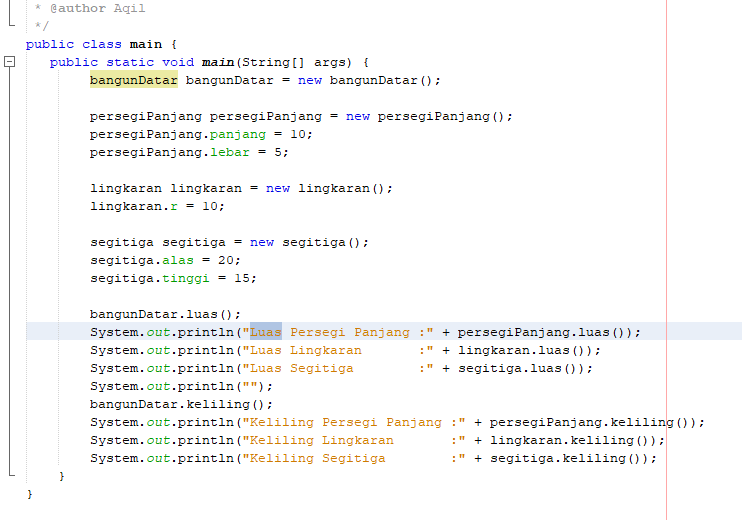 * @author Aqil
*/
public class main {
public static void main(String[] args) {
bangunDatar bangunDatar = new bangunDatar();
persegiPanjang persegiPanjang = new persegiPanjang();
persegiPanjang.panjang = 10;
persegiPanjang.lebar = 5;
lingkaran lingkaran = new lingkaran();
lingkaran.r = 10;
segitiga segitiga = new segitiga();
segitiga.alas = 20;
segitiga.tinggi = 15;
bangunDatar.luas();
System.out.println("Luas Persegi Panjang :" + persegiPanjang.luas());
System.out.println("Luas Lingkaran       :" + lingkaran.luas());
System.out.println("Luas Segitiga        :" + segitiga.luas());
System.out.println("");
bangunDatar.keliling();
System.out.println("Keliling Persegi Panjang :" + persegiPanjang.keliling());
System.out.println("Keliling Lingkaran       :" + lingkaran.keliling());
System.out.println("Keliling Segitiga        :" + segitiga.keliling());
}
}